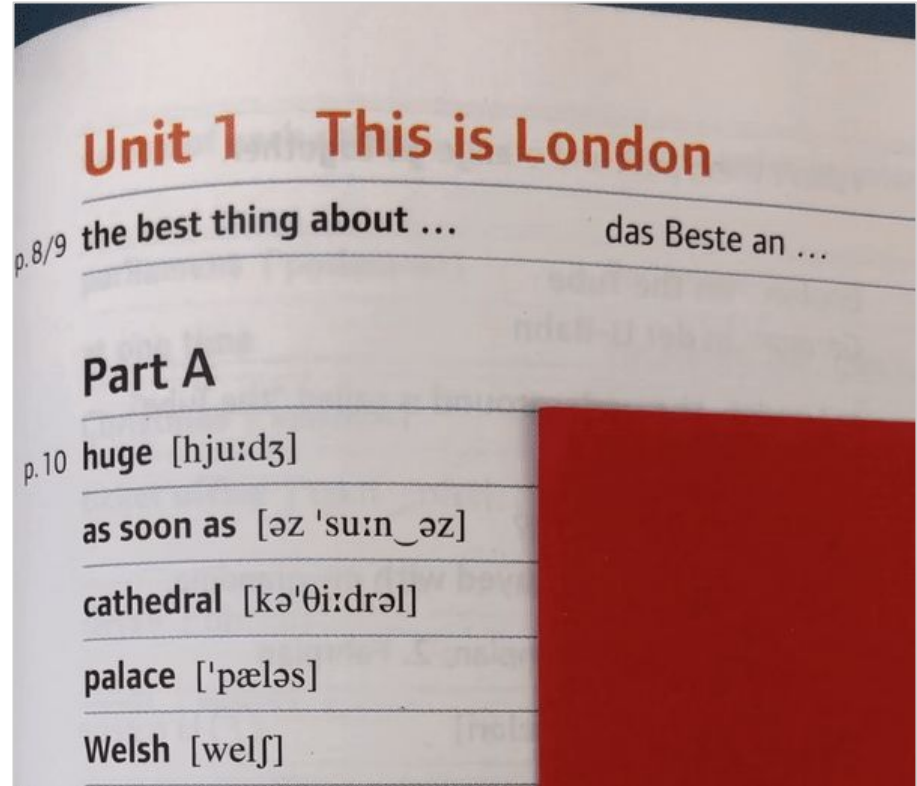 Unit 1 This is London
p.8/9 the best thing about ... das Beste an ...
Part A
p.10 huge [hjuːdʒ]
as soon as [əz ˈsuːn‿əz]
cathedral [kəˈθiːdrəl]
palace [ˈpæləs]
Welsh [welʃ]